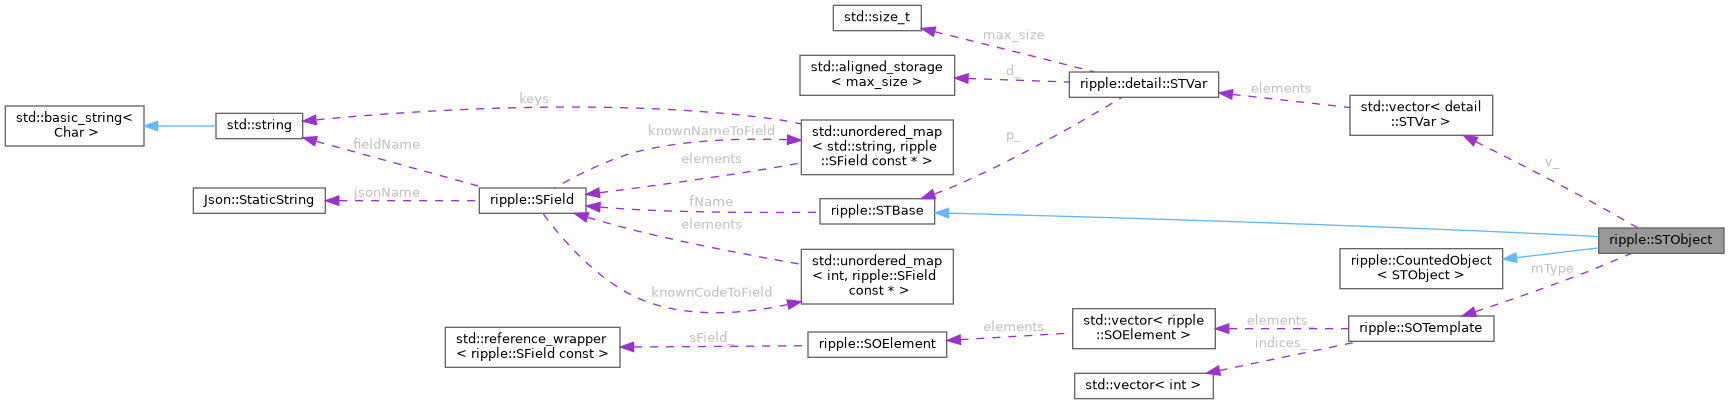 std::size_t
max_size
std::aligned_storage
< max_size >
d_
ripple::detail::STVar
elements
std::vector< detail
::STVar >
std::basic_string<
Char >
std::string
keys
fieldName
knownNameToField
std::unordered_map
< std::string, ripple
::SField const * >
elements
p_
v_
Json::StaticString
jsonName
ripple::SField
fName
ripple::STBase
elements
ripple::STObject
std::unordered_map
< int, ripple::SField
const * >
knownCodeToField
ripple::CountedObject
< STObject >
mType
std::reference_wrapper
< ripple::SField const >
sField_
ripple::SOElement
elements
std::vector< ripple
::SOElement >
elements_
indices_
ripple::SOTemplate
std::vector< int >